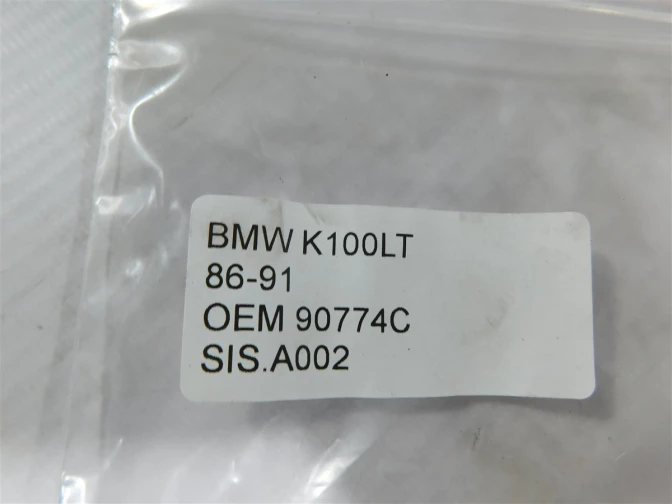 BMW K100LT
86-91
OEM 90774C
SIS.A002